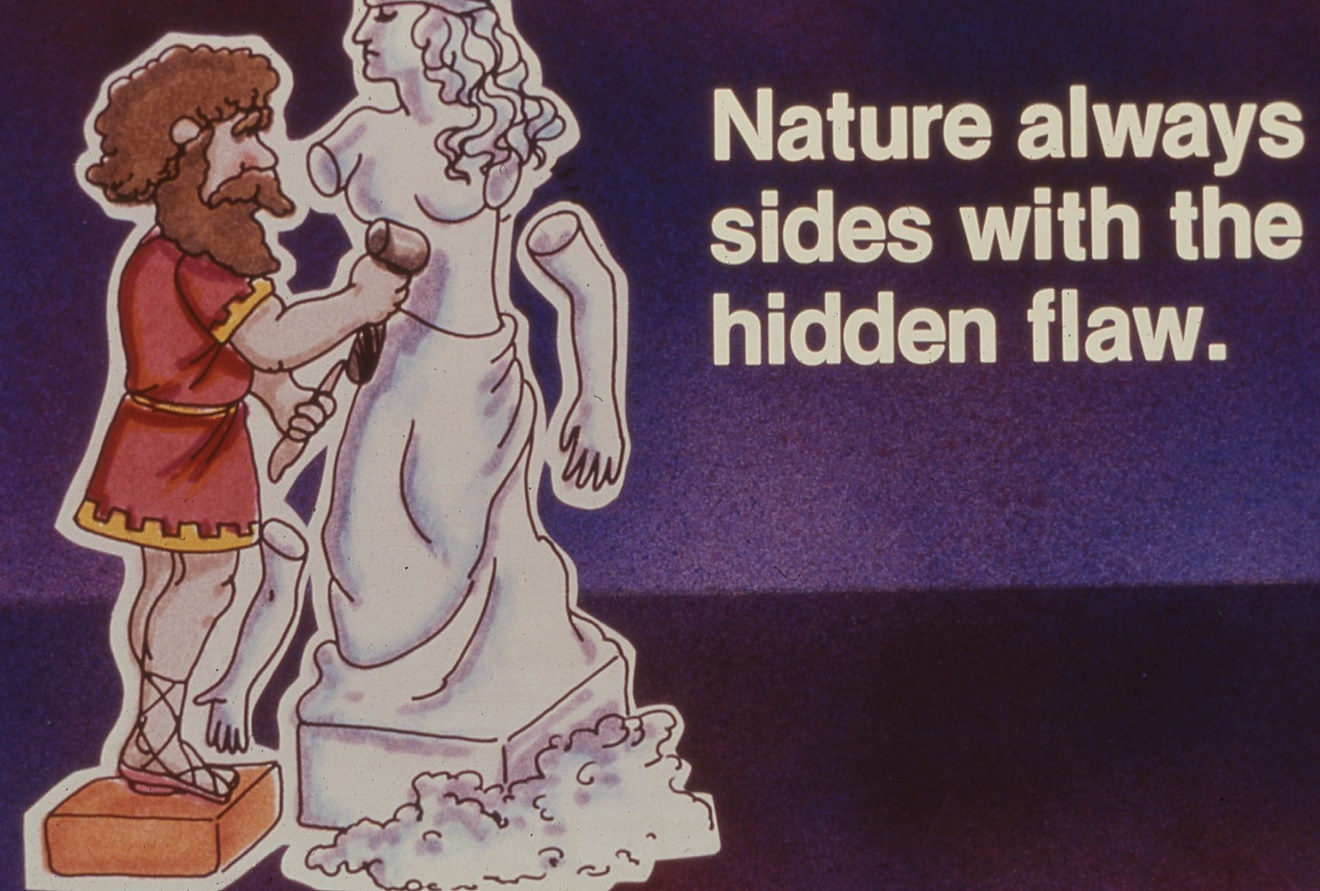 Nature always
sides with the
hidden flaw.